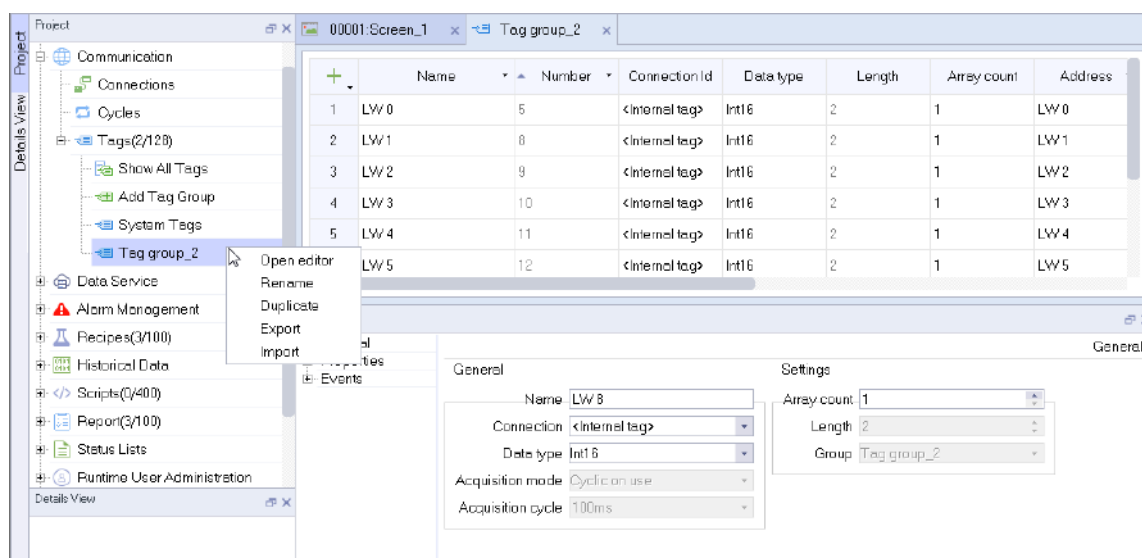 Project
Details View
Project
Communication
Connections
Cycles
Tags(2/128)
Show All Tags
Add Tag Group
System Tags
Tag group_2
Data Service
Alarm Management
Recipes(3/100)
Historical Data
Scripts(0/400)
Report(3/100)
Status Lists
Runtime User Administration
Details View
Open editor
Rename
Duplicate
Export
Import
00001:Screen_1
Tag group_2
Name Number Connection Id Data type Length Array count Address
1 LW 0 5 <Internal tag> Int16 2 1 LW 0
2 LW 1 8 <Internal tag> Int16 2 1 LW 1
3 LW 2 9 <Internal tag> Int16 2 1 LW 2
4 LW 3 10 <Internal tag> Int16 2 1 LW 3
5 LW 4 11 <Internal tag> Int16 2 1 LW 4
LW 5 12 <Internal tag> Int16 2 1 LW 5
Events
General
General
Name LW 8
Connection <Internal tag>
Data type Int16
Acquisition mode Cyclic on use
Acquisition cycle 100ms
Settings
Array count 1
Length 2
Group Tag group_2